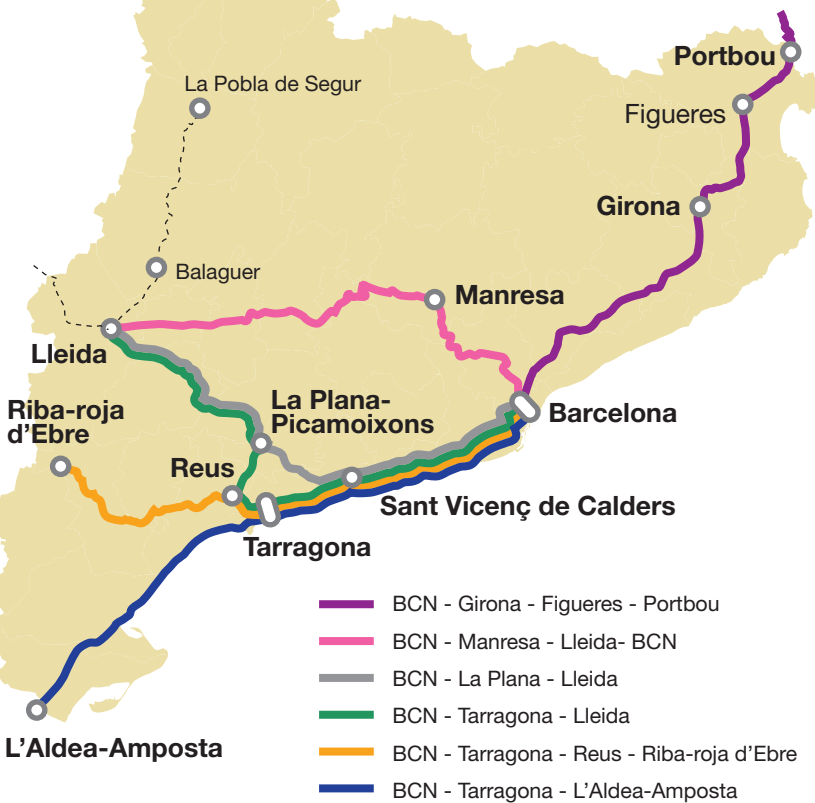 Portbou
La Pobla de Segur
Figueres
Girona
Balaguer
Manresa
Lleida
La Plana-
Picamoixons
Riba-roja
d'Ebre
Barcelona
Reus
Sant Vicenç de Calders
Tarragona
BCN - Girona - Figueres - Portbou
BCN - Manresa - Lleida- BCN
BCN - La Plana - Lleida
BCN - Tarragona - Lleida
L'Aldea-Amposta
BCN - Tarragona - Reus - Riba-roja d'Ebre
BCN - Tarragona - L'Aldea-Amposta